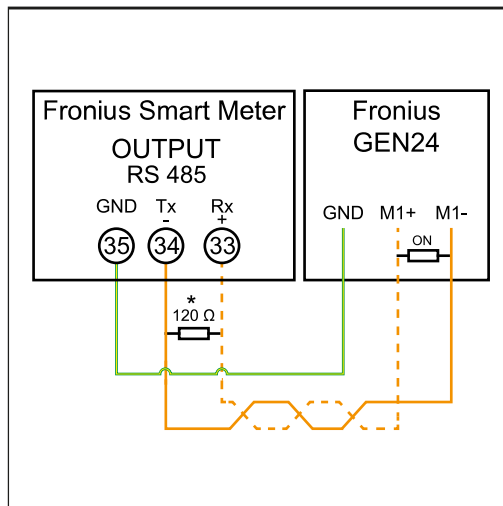 Fronius Smart Meter
OUTPUT
RS 485
GND Tx Rx
- +
35 34 33
Fronius
GEN24
GND M1+ M1-
ON
*
120 Ω